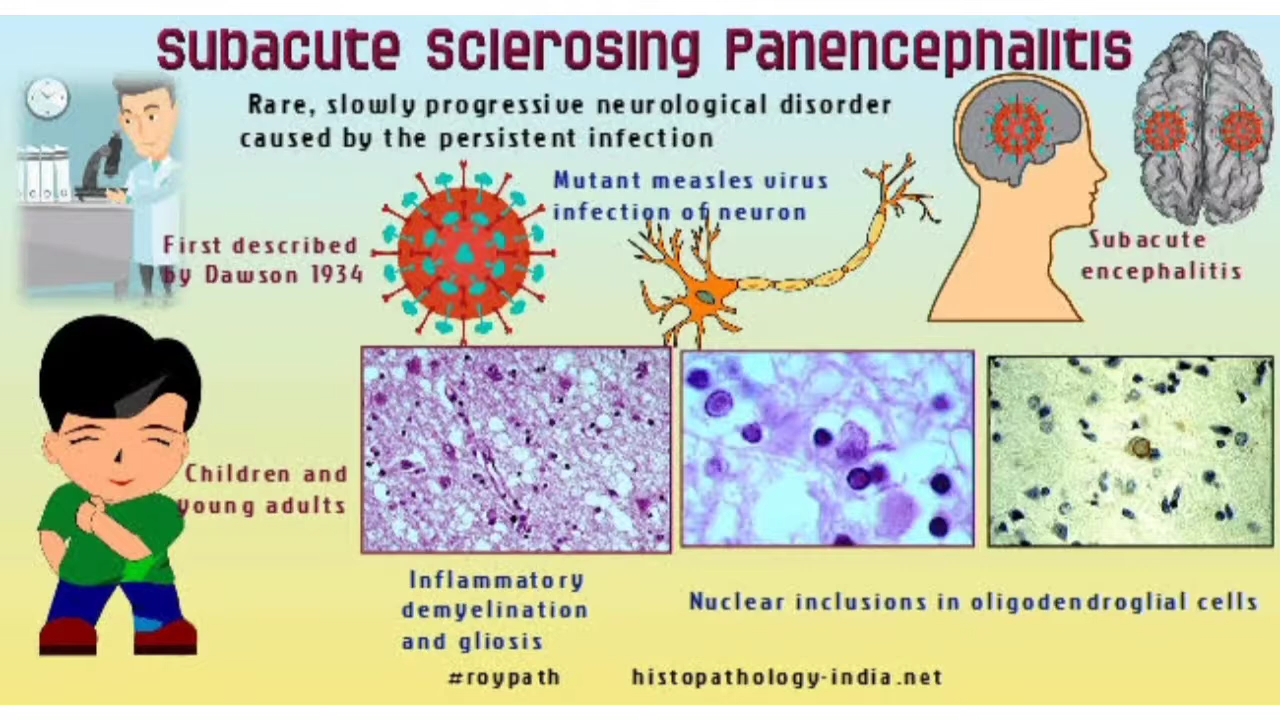 Subacute Sclerosing Panencephalitis
Rare, slowly progressive neurological disorder
caused by the persistent infection
Mutant measles virus
infection of neuron
First described
by Dawson 1934
Subacute
encephalitis
Children and
young adults
Inflammatory
demyelination
and gliosis
Nuclear inclusions in oligodendroglial cells
#roypath
histopathology-india.net